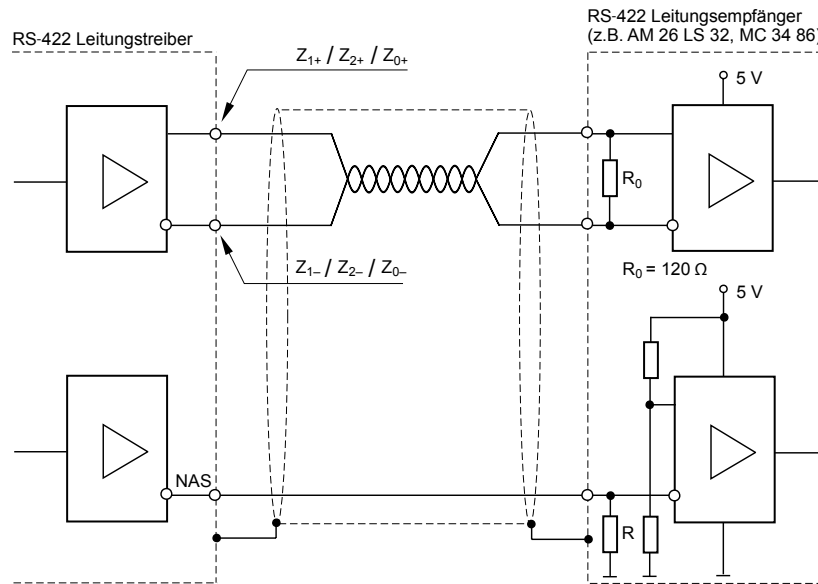 RS-422 Leitungsempfänger
(z.B. AM 26 LS 32, MC 34 86)
RS-422 Leitungstreiber
Z1+ / Z2+ / Z0+
5 V
R0
Z1– / Z2– / Z0–
R0 = 120 Ω
5 V
NAS
R